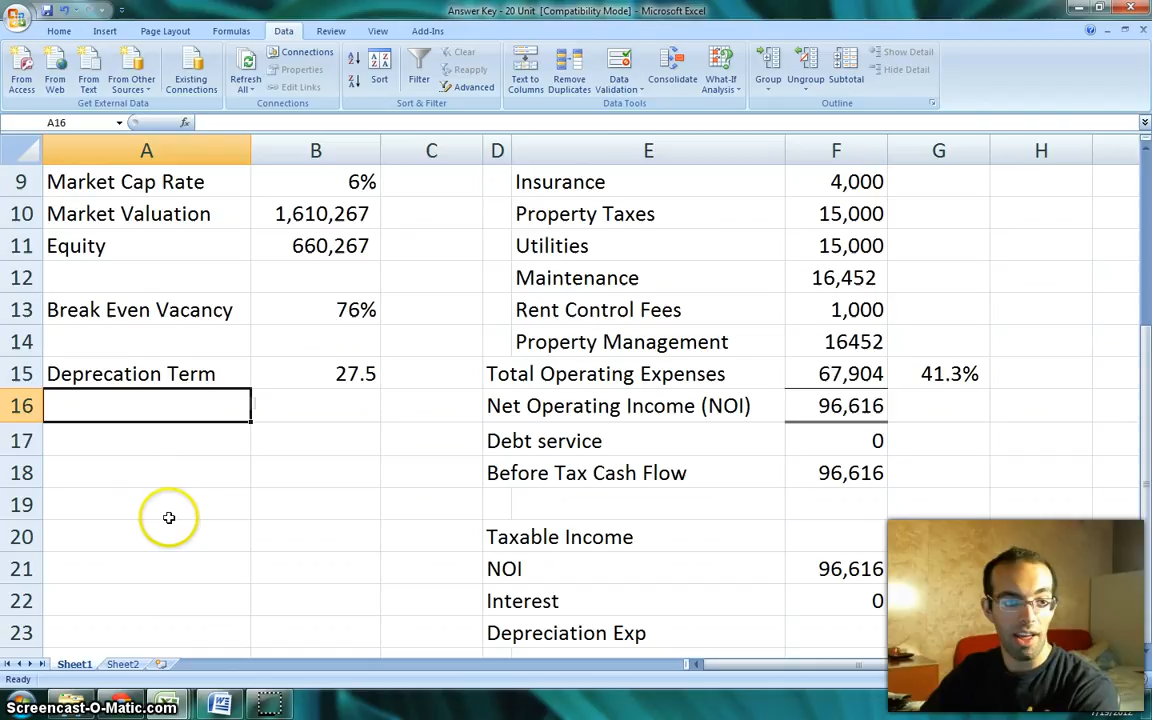 Answer Key - 20 Unit [Compatibility Mode] - Microsoft Excel
Home Insert Page Layout Formulas Data Review View Add-Ins
From Access
From Web
From Text
From Other Sources
Existing Connections
Get External Data
Refresh All
Connections
Properties
Edit Links
Connections
Sort
Filter
Clear
Reapply
Advanced
Sort & Filter
Text to Columns
Remove Duplicates
Data Validation
Consolidate
What-If Analysis
Data Tools
Group
Ungroup
Subtotal
Show Detail
Hide Detail
Outline
A16 fx
A B C D E F G H
9 Market Cap Rate 6% Insurance 4,000
10 Market Valuation 1,610,267 Property Taxes 15,000
11 Equity 660,267 Utilities 15,000
12 Maintenance 16,452
13 Break Even Vacancy 76% Rent Control Fees 1,000
14 Property Management 16452
15 Deprecation Term 27.5 Total Operating Expenses 67,904 41.3%
16 Net Operating Income (NOI) 96,616
17 Debt service 0
18 Before Tax Cash Flow 96,616
19
20 Taxable Income
21 NOI 96,616
22 Interest 0
23 Depreciation Exp
Sheet1 Sheet2
Ready
Screencast-O-Matic.com
7/19/2012